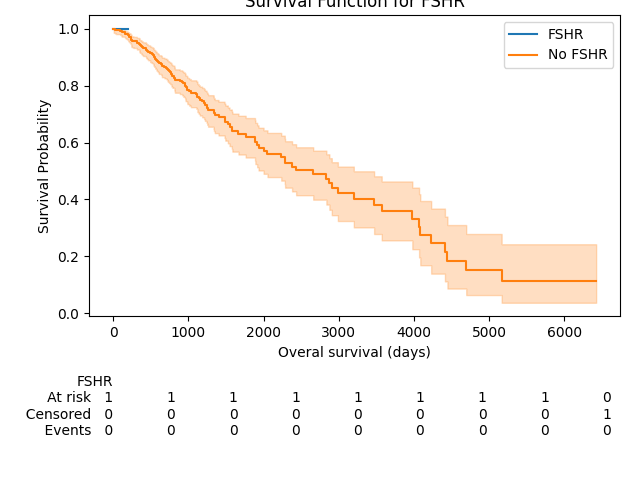 Survival Function for FSHR
FSHR
No FSHR
1.0
0.8
0.6
0.4
0.2
0.0
Survival Probability
0 1000 2000 3000 4000 5000 6000
Overal survival (days)
FSHR
At risk 1 1 1 1 1 1 1 1 0
Censored 0 0 0 0 0 0 0 0 1
Events 0 0 0 0 0 0 0 0 0